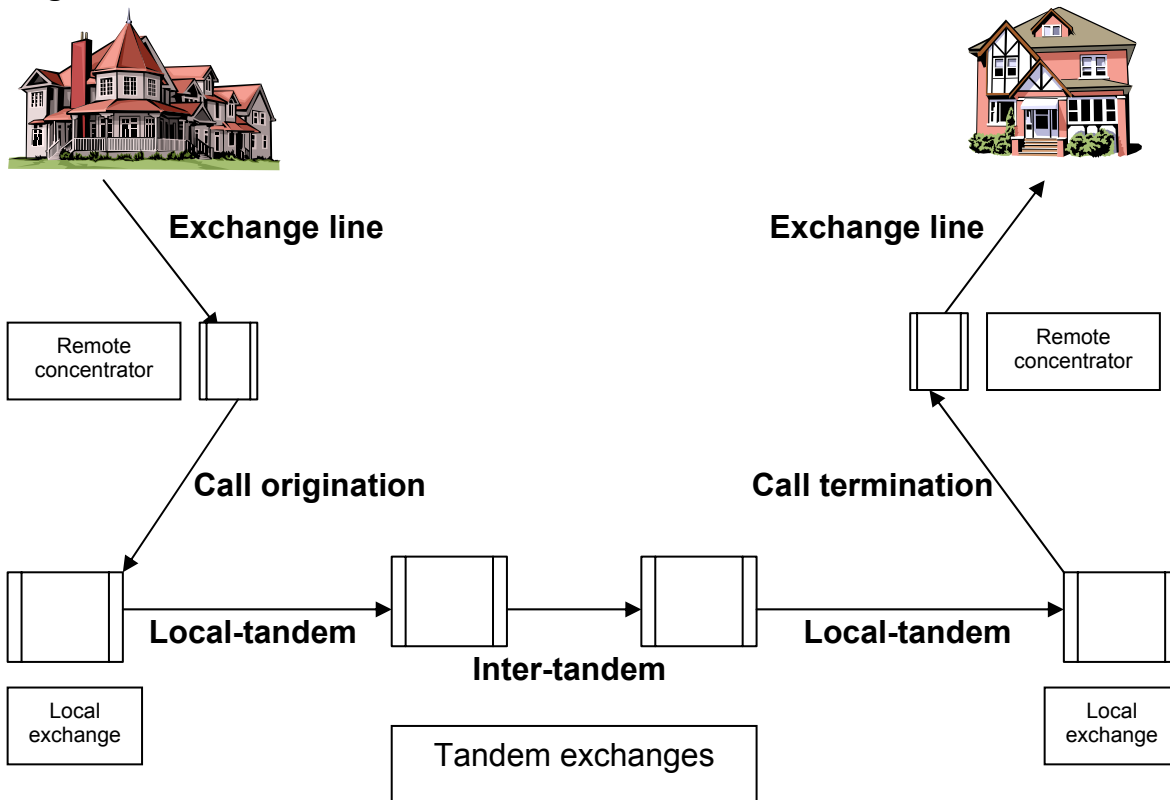 Exchange line
Exchange line
Remote
concentrator
Remote
concentrator
Call origination
Call termination
Local-tandem
Local-tandem
Inter-tandem
Local
exchange
Local
exchange
Tandem exchanges